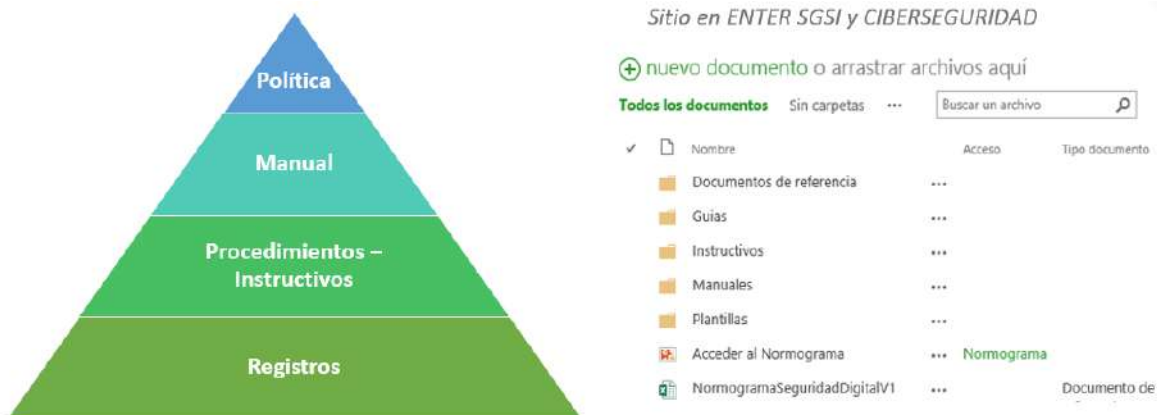 Política
Manual
Procedimientos –
Instructivos
Registros
Sitio en ENTER SGSI y CIBERSEGURIDAD
nuevo documento o arrastrar archivos aquí
Todos los documentos Sin carpetas ••• Buscar un archivo
Nombre Acceso Tipo documento
Documentos de referencia •••
Guias •••
Instructivos •••
Manuales •••
Plantillas •••
Acceder al Normograma ••• Normograma
NormogramaSeguridadDigitalV1 ••• Documento de